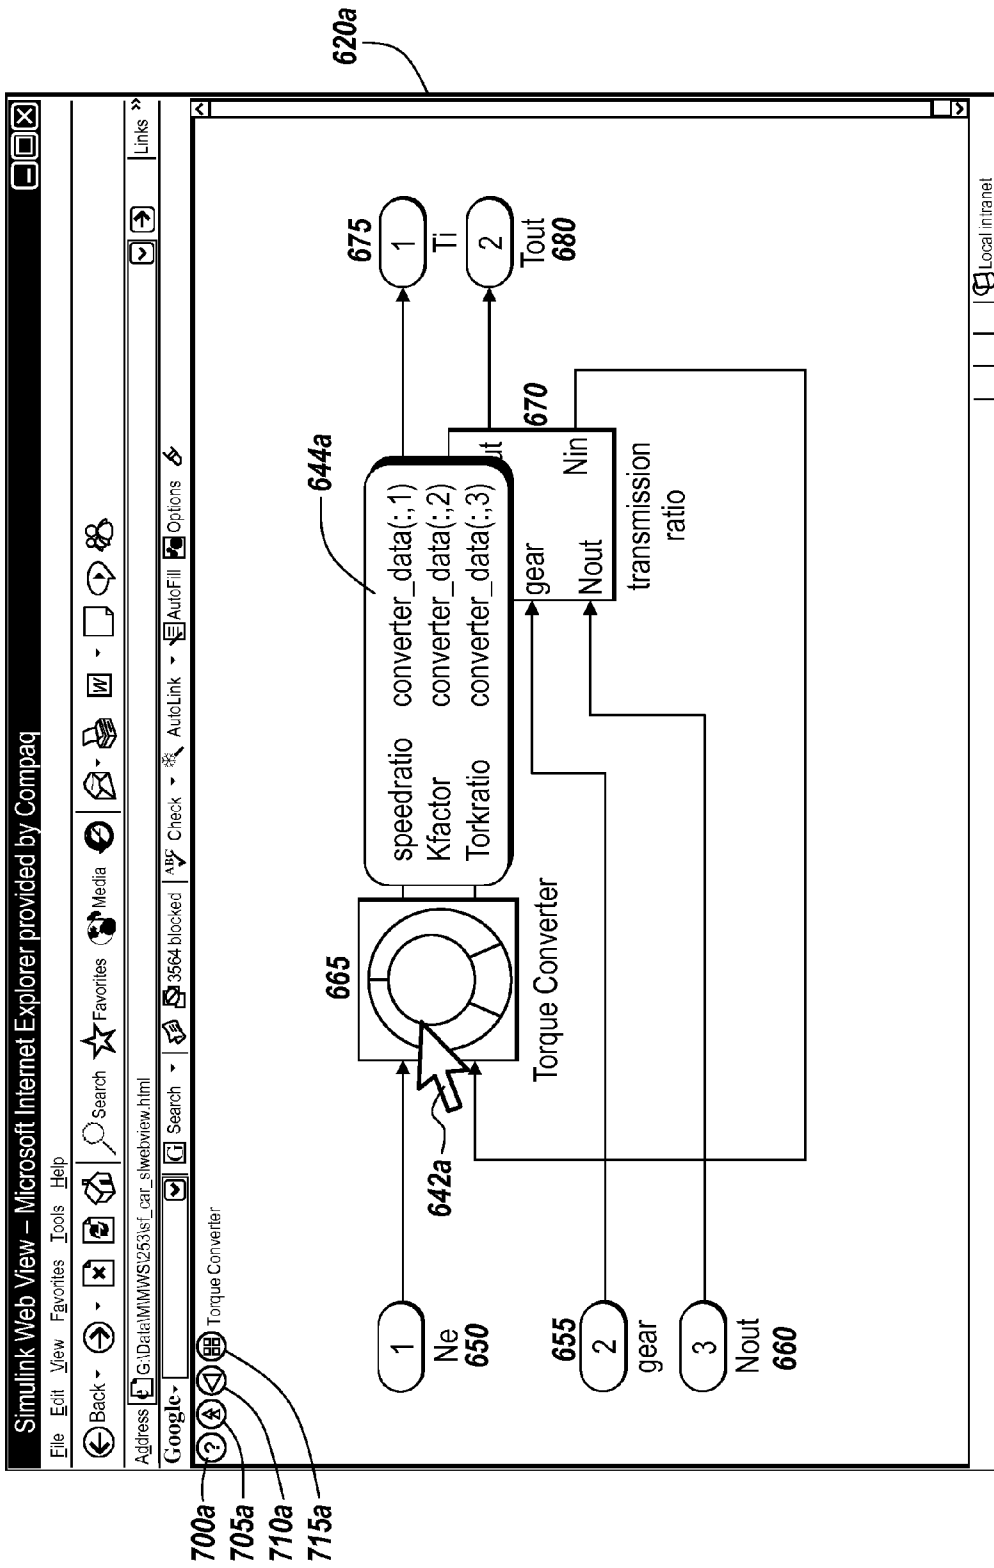 Simulink Web View – Microsoft Internet Explorer provided by Compaq
File Edit View Favorites Tools Help
Back Search Favorites Media W
Address G:\Data\M\MWS\253\sf_car_slwebview.html Links »
Google G Search 3564 blocked ABC Check AutoLink AutoFill Options
? Torque Converter
700a
705a
710a
715a
620a
644a
665
642a
speedratio converter_data(:,1)
Kfactor converter_data(:,2)
Torkratio converter_data(:,3)
Torque Converter
1
Ne
650
655
2
gear
3
Nout
660
675
1
Ti
2
Tout
680
670
ut
gear
Nout
Nin
transmission
ratio
Local intranet